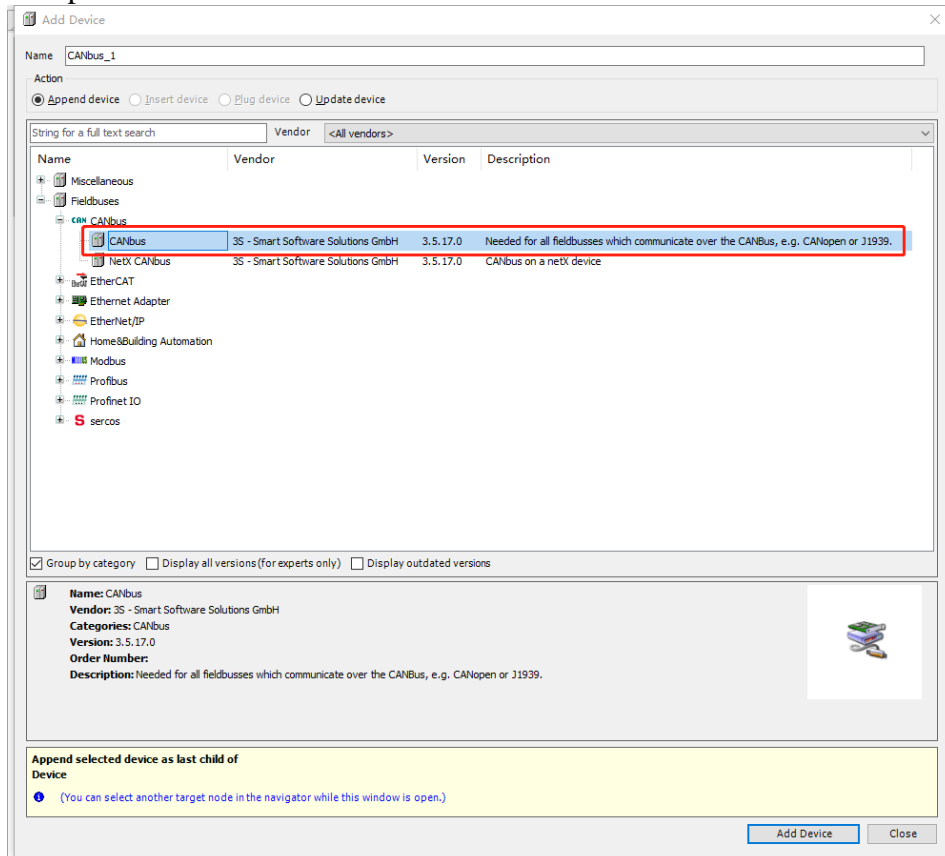 Add Device
Name CANbus_1
Action
Append device Insert device Plug device Update device
String for a full text search Vendor <All vendors>
Name Vendor Version Description
Miscellaneous
Fieldbuses
CAN CANbus
CANbus 3S - Smart Software Solutions GmbH 3.5.17.0 Needed for all fieldbusses which communicate over the CANBus, e.g. CANopen or J1939.
NetX CANbus 3S - Smart Software Solutions GmbH 3.5.17.0 CANbus on a netX device
EtherCAT
Ethernet Adapter
EtherNet/IP
Home&Building Automation
Modbus
Profibus
Profinet IO
S sercos
Group by category Display all versions (for experts only) Display outdated versions
Name: CANbus
Vendor: 3S - Smart Software Solutions GmbH
Categories: CANbus
Version: 3.5.17.0
Order Number:
Description: Needed for all fieldbusses which communicate over the CANBus, e.g. CANopen or J1939.
Append selected device as last child of
Device
(You can select another target node in the navigator while this window is open.)
Add Device Close